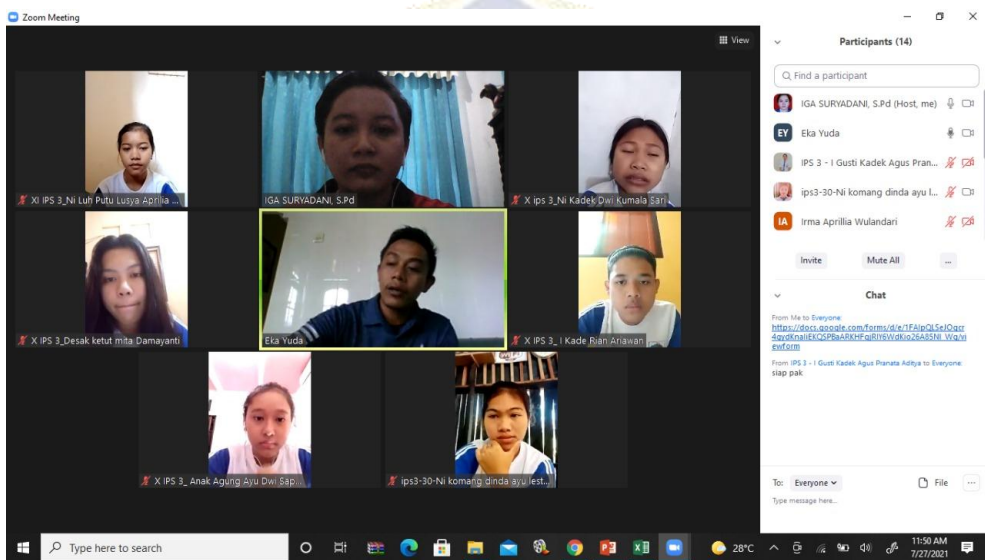 Zoom Meeting
View
XI IPS 3_Ni Luh Putu Lusya Aprilia ...
IGA SURYADANI, S.Pd
X ips 3_Ni Kadek Dwi Kumala Sari
X IPS 3_Desak ketut mita Damayanti
Eka Yuda
X IPS 3_ I Kade Rian Ariawan
X IPS 3_ Anak Agung Ayu Dwi Sap...
ips3-30-Ni komang dinda ayu lest...
Participants (14)
Find a participant
IGA SURYADANI, S.Pd (Host, me)
EY Eka Yuda
IPS 3 - I Gusti Kadek Agus Pran...
ips3-30-Ni komang dinda ayu l...
IA Irma Aprillia Wulandari
Invite Mute All ...
Chat
From Me to Everyone:
https://docs.google.com/forms/d/e/
From IPS 3 - I Gusti Kadek Agus Pranata Aditya to Everyone:
siap pak
To: Everyone File ...
Type message here...
Type here to search
28°C
11:50 AM
7/27/2021